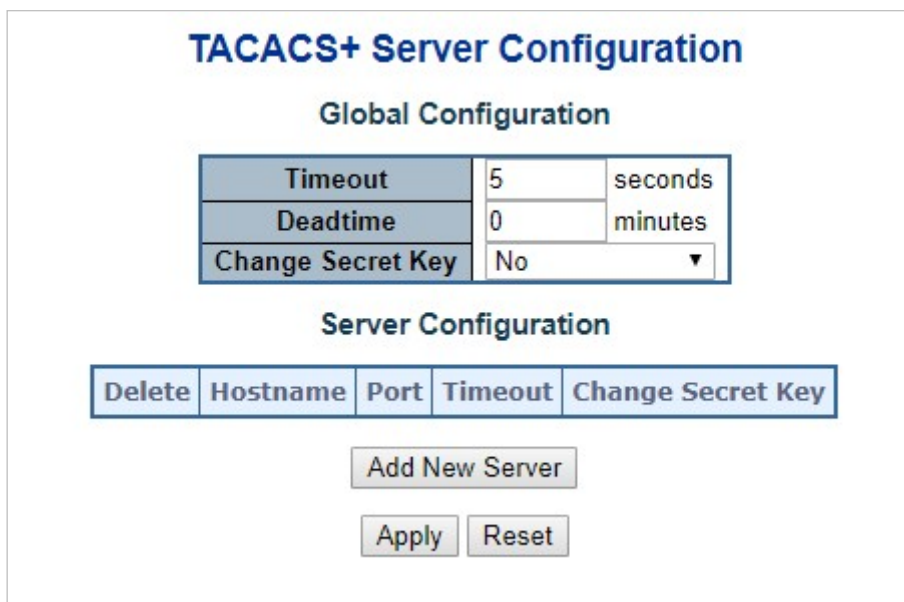 TACACS+ Server Configuration
Global Configuration
Timeout 5 seconds
Deadtime 0 minutes
Change Secret Key No
Server Configuration
Delete Hostname Port Timeout Change Secret Key
Add New Server
Apply Reset